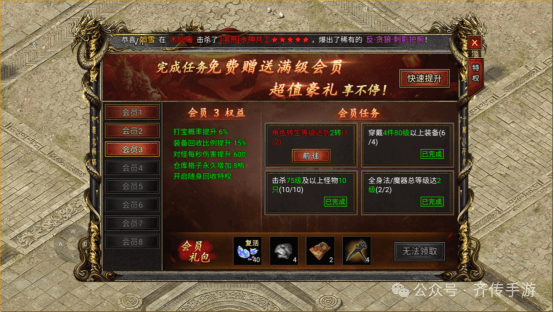 恭喜[如雪]在
击杀了
★★★★★,爆出了稀有的
特权
完成任务免费赠送满级会员
超值豪礼 享不停!
快速提升
会员1
会员2
会员3
会员4
会员5
会员6
会员7
会员8
会员 3 权益
打宝概率提升 6%
装备回收比例提升 15%
对怪每秒伤害提升 600
仓库格子永久增加 8格
开启随身回收特权
会员任务
角色转生等级达到2转(1/2)
前往
穿戴4件80级以上装备(6/4)
已完成
击杀75级及以上怪物10只(10/10)
已完成
全身法/魔器总等级达2级(2/2)
已完成
会员
礼包
复活
40
4
2
4
无法领取
公众号 · 齐传手游